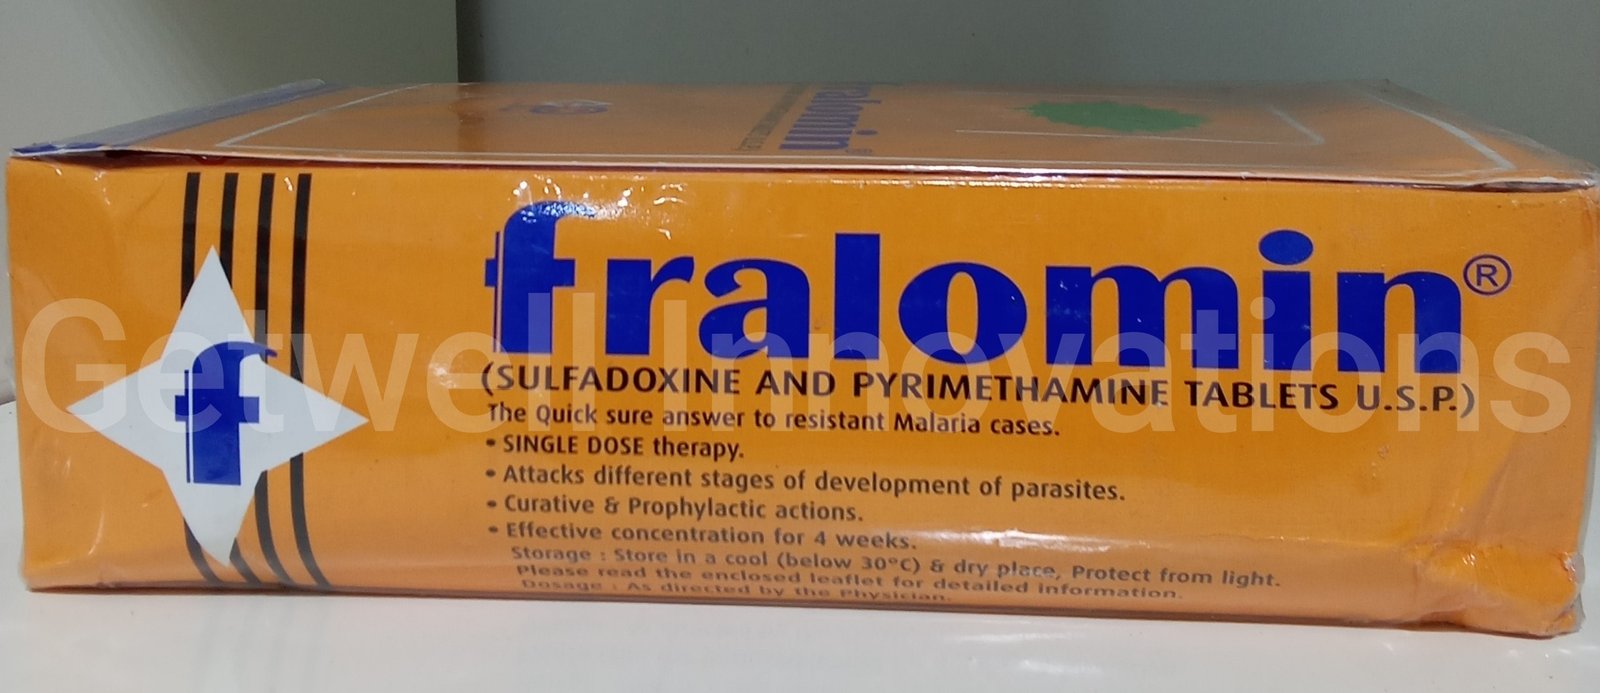 fralomin®
f
fralomin®
(SULFADOXINE AND PYRIMETHAMINE TABLETS U.S.P.)
The Quick sure answer to resistant Malaria cases.
• SINGLE DOSE therapy.
• Attacks different stages of development of parasites.
• Curative & Prophylactic actions.
• Effective concentration for 4 weeks.
Storage : Store in a cool (below 30°C) & dry place, Protect from light.
Please read the enclosed leaflet for detailed information.
Dosage : As directed by the Physician.
Getwell Innovations